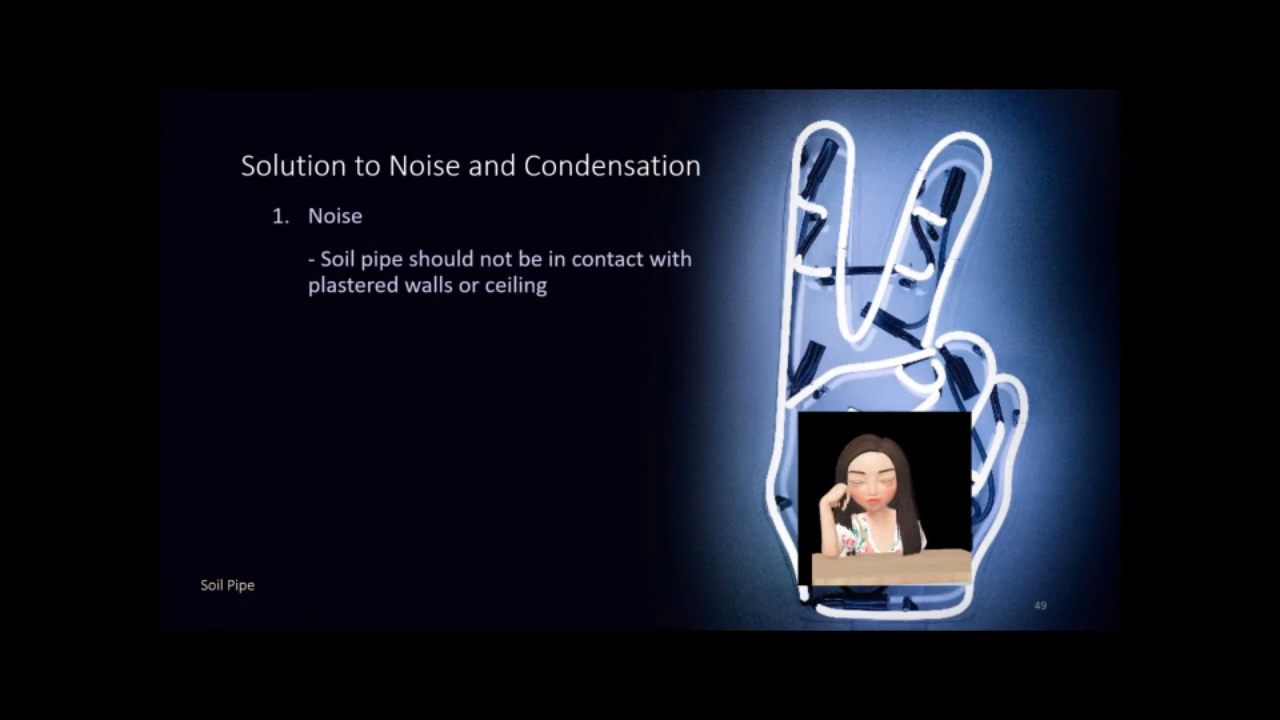 Solution to Noise and Condensation
1. Noise
- Soil pipe should not be in contact with
plastered walls or ceiling
Soil Pipe
49